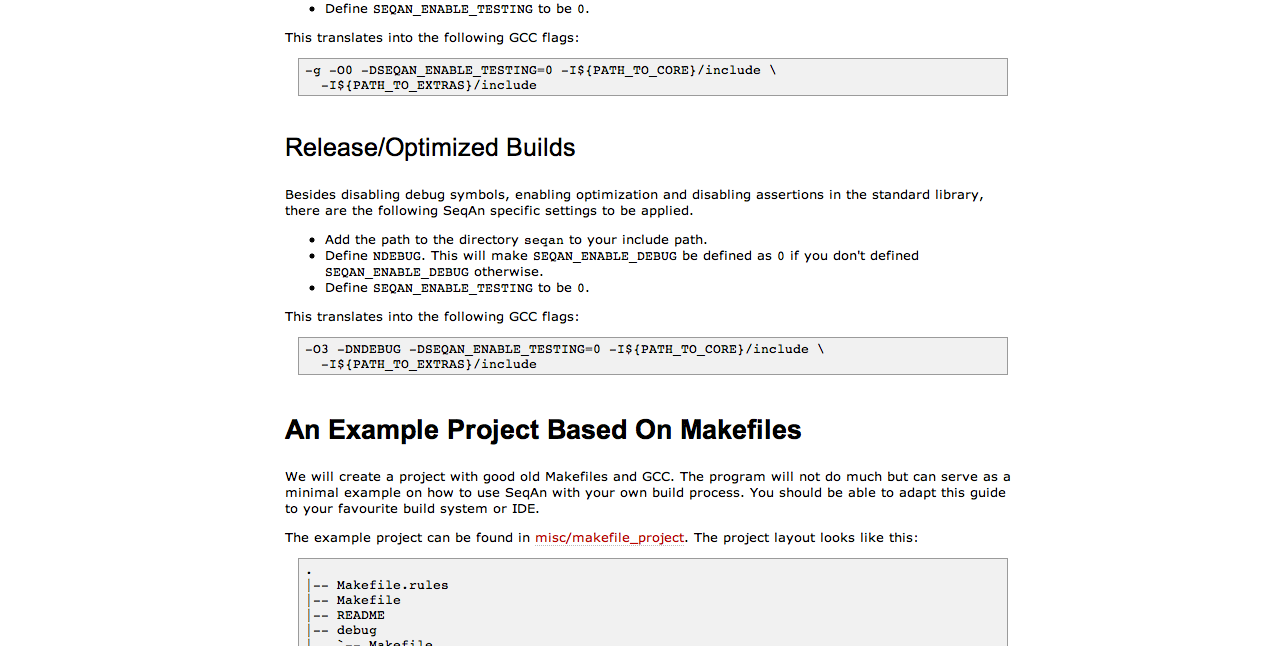 • Define SEQAN_ENABLE_TESTING to be 0.
This translates into the following GCC flags:
-g -O0 -DSEQAN_ENABLE_TESTING=0 -I${PATH_TO_CORE}/include \
  -I${PATH_TO_EXTRAS}/include
Release/Optimized Builds
Besides disabling debug symbols, enabling optimization and disabling assertions in the standard library,
there are the following SeqAn specific settings to be applied.
• Add the path to the directory seqan to your include path.
• Define NDEBUG. This will make SEQAN_ENABLE_DEBUG be defined as 0 if you don't defined
SEQAN_ENABLE_DEBUG otherwise.
• Define SEQAN_ENABLE_TESTING to be 0.
This translates into the following GCC flags:
-O3 -DNDEBUG -DSEQAN_ENABLE_TESTING=0 -I${PATH_TO_CORE}/include \
  -I${PATH_TO_EXTRAS}/include
An Example Project Based On Makefiles
We will create a project with good old Makefiles and GCC. The program will not do much but can serve as a
minimal example on how to use SeqAn with your own build process. You should be able to adapt this guide
to your favourite build system or IDE.
The example project can be found in misc/makefile_project. The project layout looks like this:
.
|-- Makefile.rules
|-- Makefile
|-- README
|-- debug
|   `-- Makefile